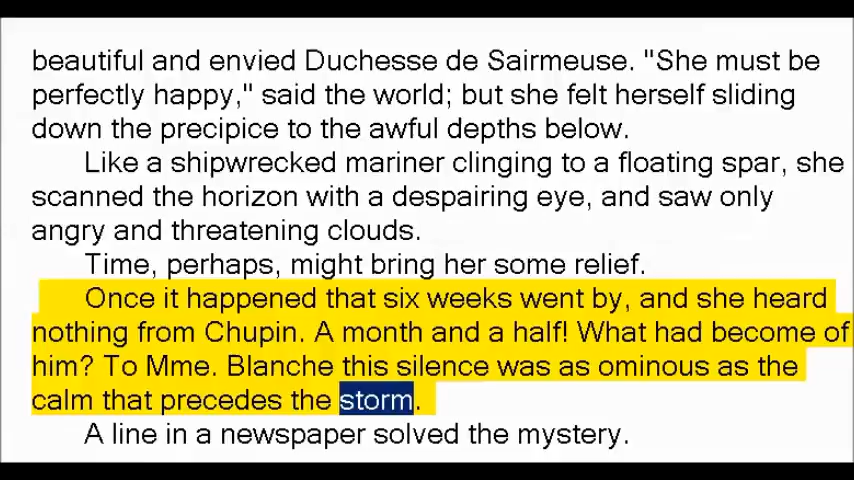 beautiful and envied Duchesse de Sairmeuse. "She must be
perfectly happy," said the world; but she felt herself sliding
down the precipice to the awful depths below.
Like a shipwrecked mariner clinging to a floating spar, she
scanned the horizon with a despairing eye, and saw only
angry and threatening clouds.
Time, perhaps, might bring her some relief.
Once it happened that six weeks went by, and she heard
nothing from Chupin. A month and a half! What had become of
him? To Mme. Blanche this silence was as ominous as the
calm that precedes the storm.
A line in a newspaper solved the mystery.